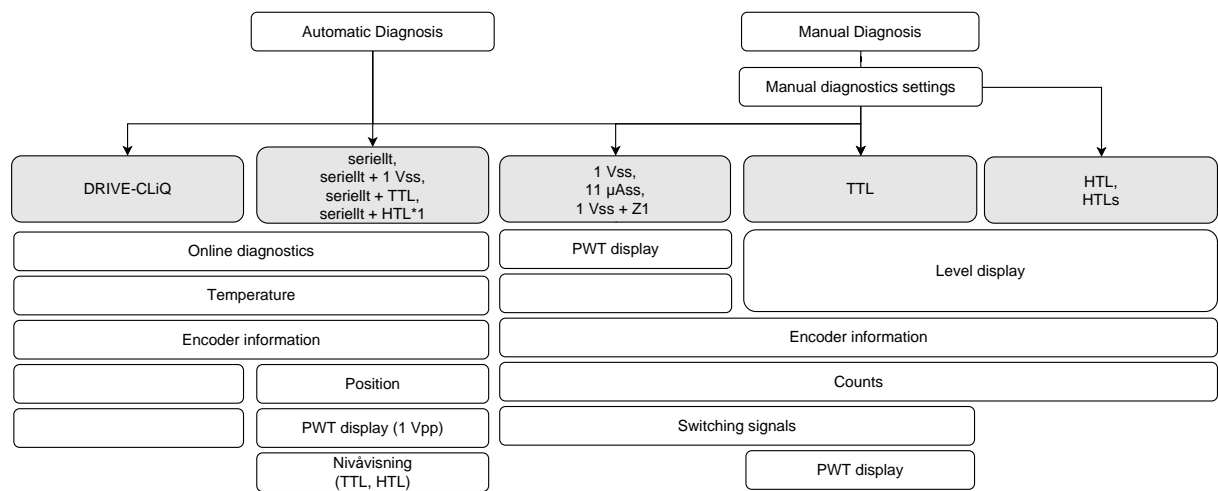 Automatic Diagnosis
Manual Diagnosis
Manual diagnostics settings
DRIVE-CLiQ
seriellt,
seriellt + 1 Vss,
seriellt + TTL,
seriellt + HTL*1
1 Vss,
11 µAss,
1 Vss + Z1
TTL
HTL,
HTLs
Online diagnostics
PWT display
Level display
Temperature
Encoder information
Encoder information
Position
Counts
PWT display (1 Vpp)
Switching signals
Nivåvisning
(TTL, HTL)
PWT display